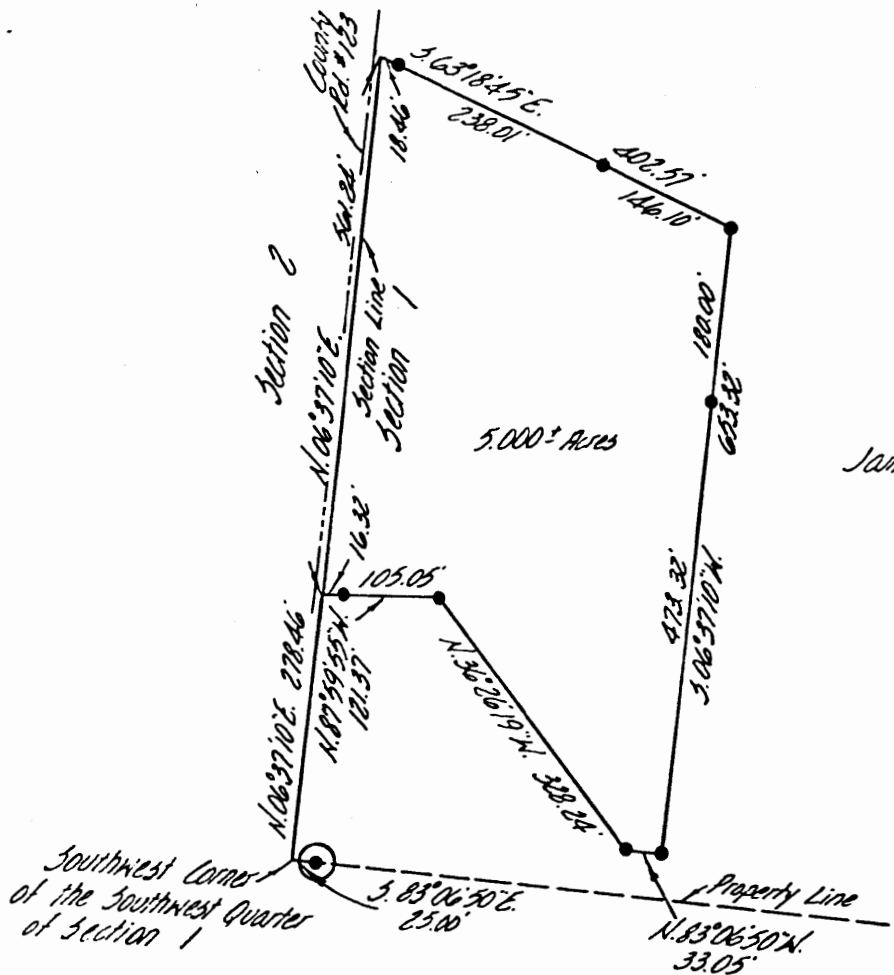 County
Rd. #123
S.63°18'45"E.
238.01'
402.57'
146.10'
18.46'
561.24'
Section 2
N.06°37'10"E.
Section Line
Section 1
180.00'
653.32'
5.000± Acres
473.32'
S.06°37'10"W.
16.32'
105.05'
N.87°59'55"W.
121.37'
N.36°26'19"W. 328.24'
N.06°37'10"E. 278.46'
Southwest Corner
of the Southwest Quarter
of Section 1
S.83°06'50"E.
25.00'
Property Line
N.83°06'50"W.
33.05'